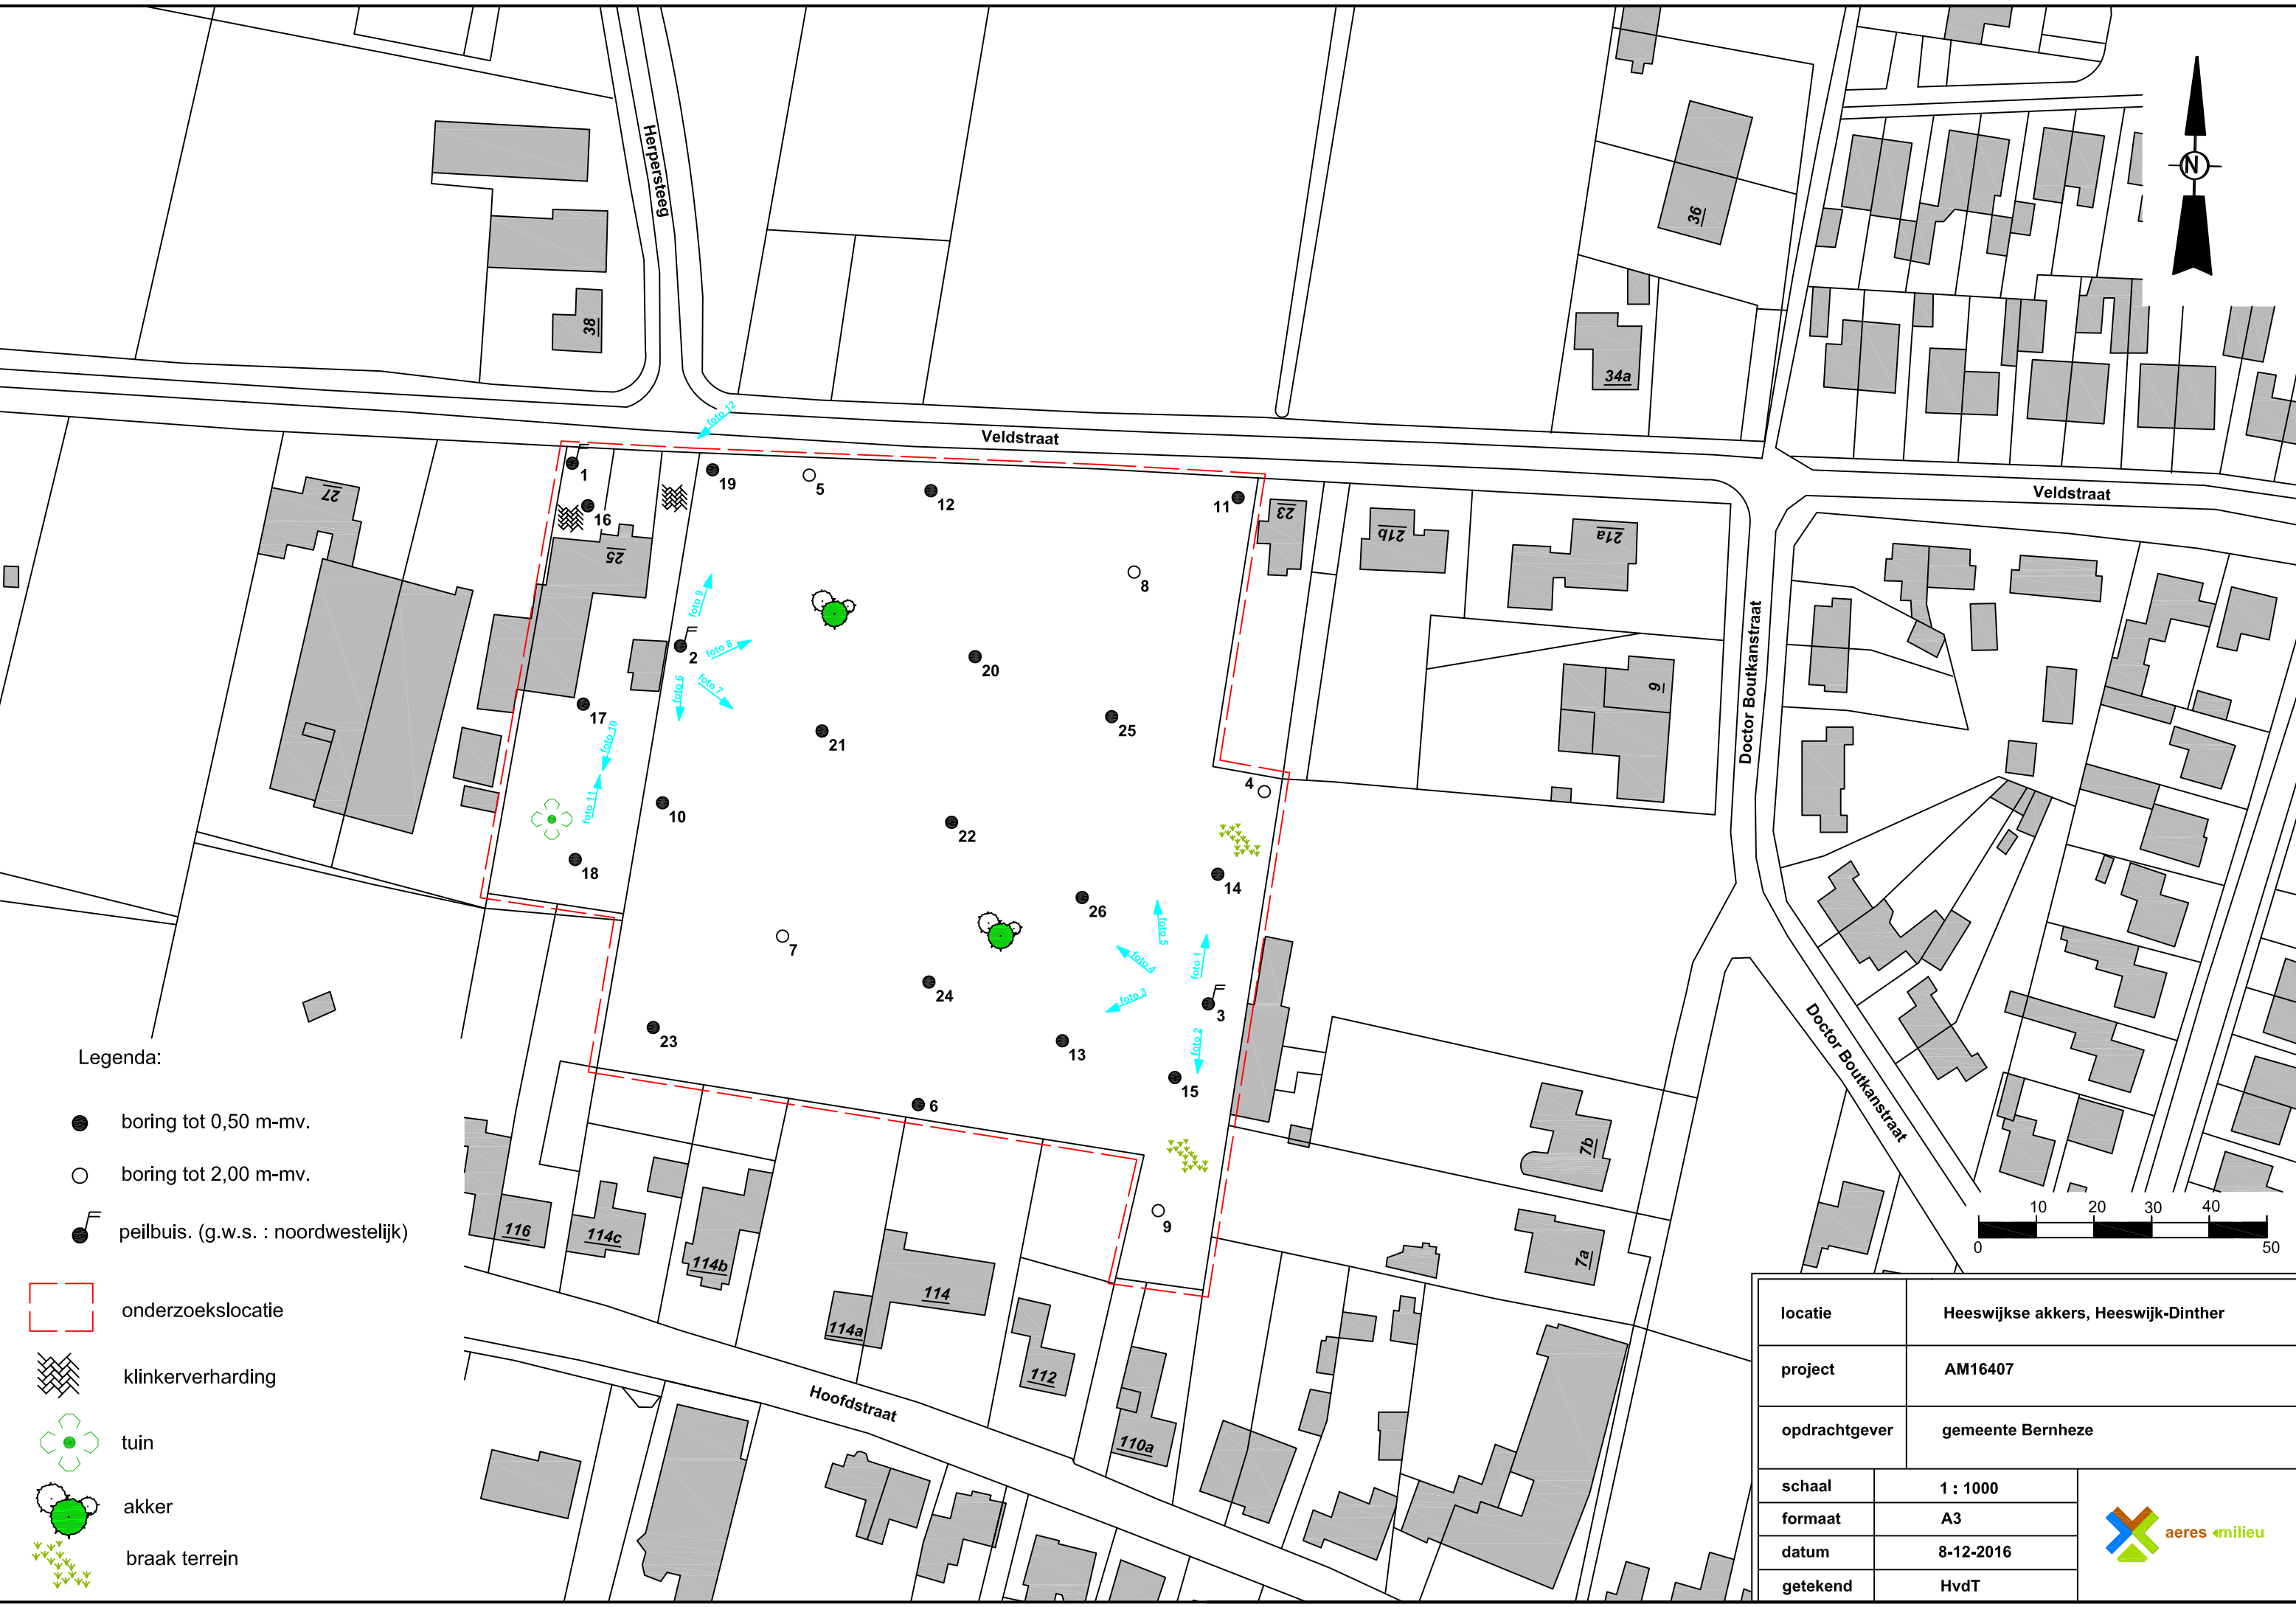 Herpersteeg
38
36
34a
N
foto 12
Veldstraat
Veldstraat
1
19
5
12
11
16
27
25
23
21b
21a
8
foto 9
2
foto 8
foto 6
foto 7
20
9
Doctor Boutkanstraat
17
foto 10
21
25
4
foto 11
10
22
18
14
26
7
foto 5
foto 4
foto 1
foto 3
24
3
23
13
foto 2
15
6
9
Doctor Boutkanstraat
7b
7a
116
114c
114b
114
114a
112
110a
Hoofdstraat
Legenda:
boring tot 0,50 m-mv.
boring tot 2,00 m-mv.
peilbuis. (g.w.s. : noordwestelijk)
onderzoekslocatie
klinkerverharding
tuin
akker
braak terrein
10 20 30 40
0 50
locatie Heeswijkse akkers, Heeswijk-Dinther
project AM16407
opdrachtgever gemeente Bernheze
schaal 1 : 1000
formaat A3
datum 8-12-2016
getekend HvdT
aeres milieu